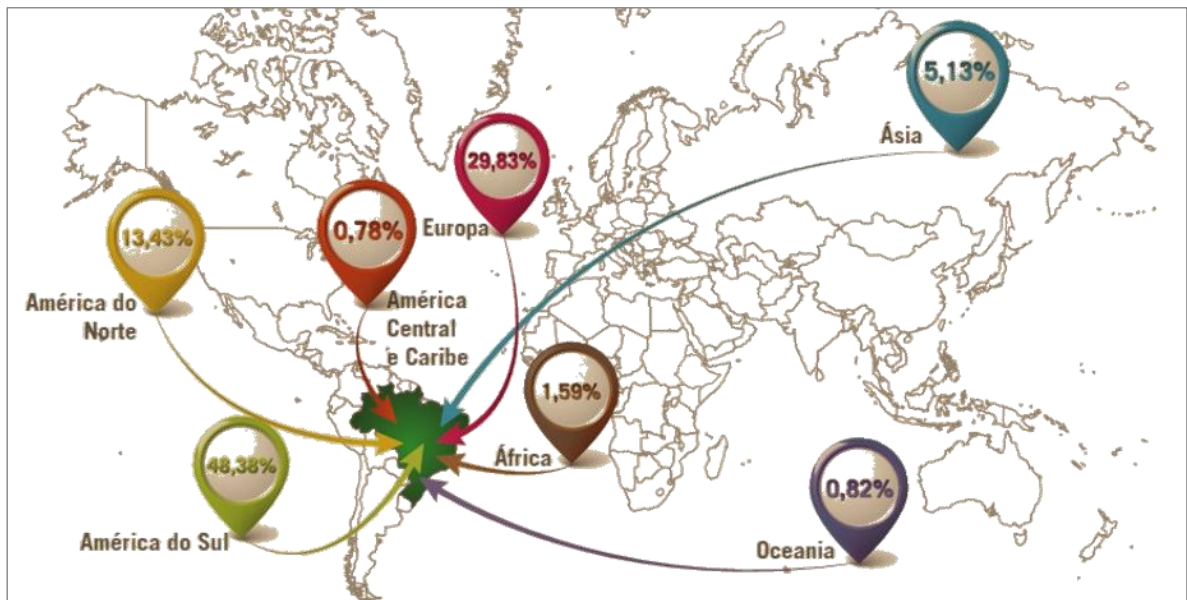 5,13%
Ásia
29,83%
Europa
13,43%
América do
Norte
0,78%
América
Central
e Caribe
1,59%
África
48,38%
América do Sul
0,82%
Oceania